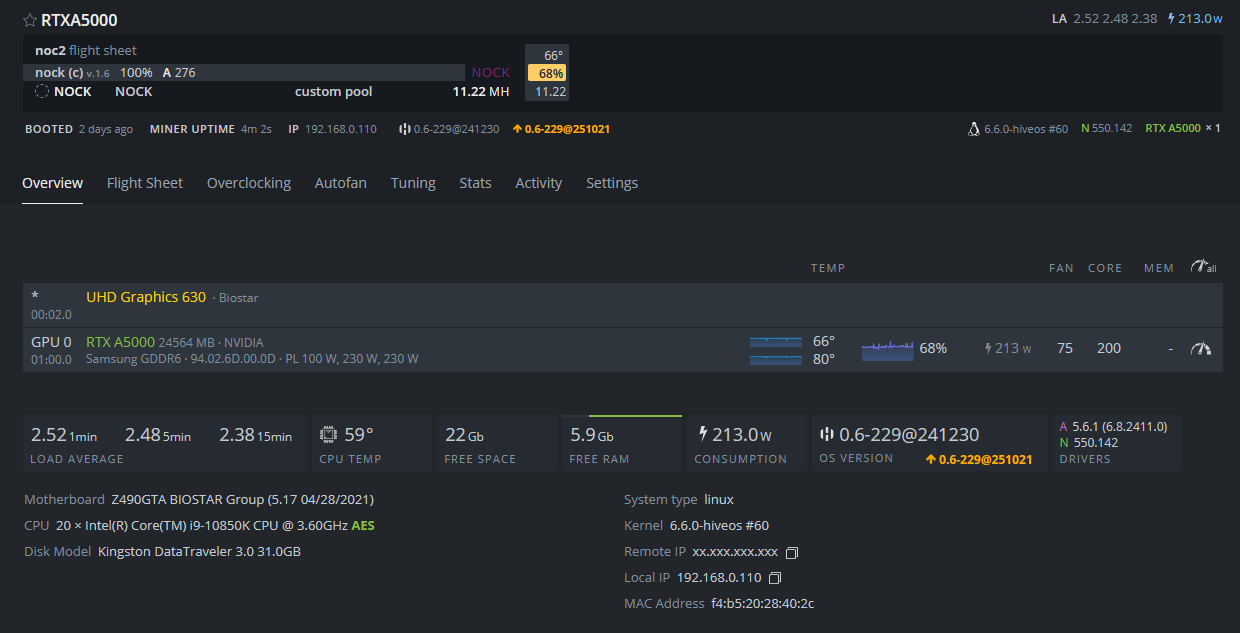 RTXA5000
LA 2.52 2.48 2.38 213.0 W
noc2 flight sheet
66°
nock (c) v.1.6 100% A 276 NOCK 68%
NOCK NOCK custom pool 11.22 MH 11.22
BOOTED 2 days ago MINER UPTIME 4m 2s IP 192.168.0.110 0.6-229@241230 0.6-229@251021 6.6.0-hiveos #60 N 550.142 RTX A5000 × 1
Overview Flight Sheet Overclocking Autofan Tuning Stats Activity Settings
TEMP FAN CORE MEM all
* UHD Graphics 630 · Biostar
00:02.0
GPU 0 RTX A5000 24564 MB · NVIDIA 66° 68% 213 W 75 200 -
01:00.0 Samsung GDDR6 · 94.02.6D.00.0D · PL 100 W, 230 W, 230 W 80°
2.52 1min 2.48 5min 2.38 15min
LOAD AVERAGE
59°
CPU TEMP
22 Gb
FREE SPACE
5.9 Gb
FREE RAM
213.0 W
CONSUMPTION
0.6-229@241230
OS VERSION 0.6-229@251021
A 5.6.1 (6.8.2411.0)
N 550.142
DRIVERS
Motherboard Z490GTA BIOSTAR Group (5.17 04/28/2021)
CPU 20 × Intel(R) Core(TM) i9-10850K CPU @ 3.60GHz AES
Disk Model Kingston DataTraveler 3.0 31.0GB
System type linux
Kernel 6.6.0-hiveos #60
Remote IP xx.xxx.xxx.xxx
Local IP 192.168.0.110
MAC Address f4:b5:20:28:40:2c